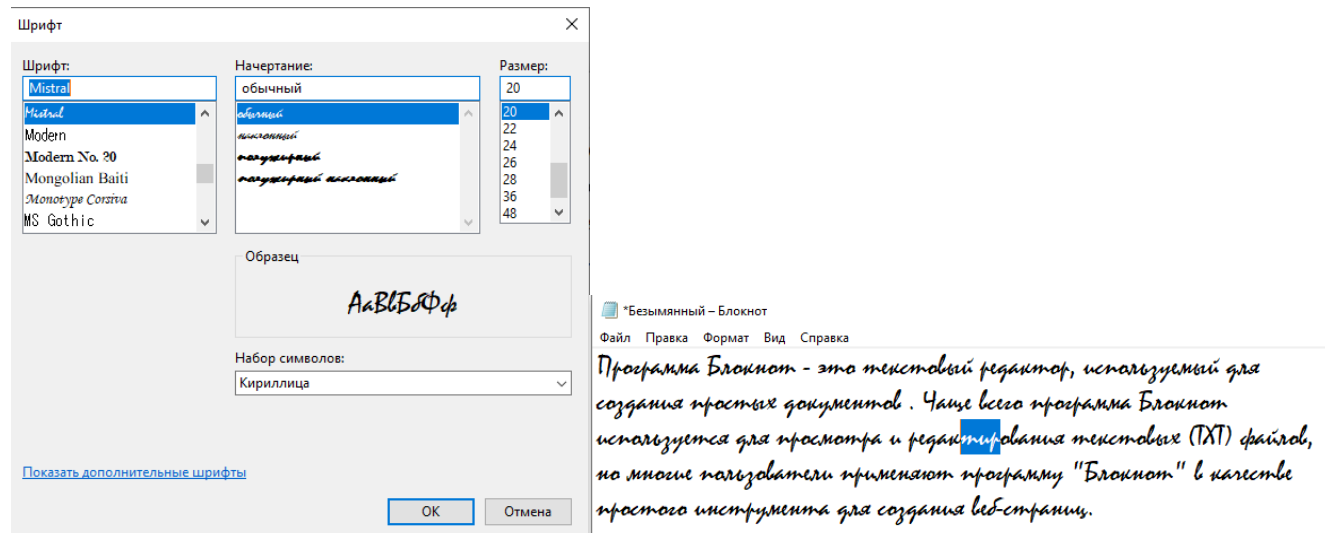 Шрифт
Шрифт:
Mistral
Mistral
Modern
Modern No. 20
Mongolian Baiti
Monotype Corsiva
MS Gothic
Начертание:
обычный
обычный
наклонный
полужирный
полужирный наклонный
Размер:
20
20
22
24
26
28
36
48
Образец
АаВbБбФф
Набор символов:
Кириллица
Показать дополнительные шрифты
OK
Отмена
*Безымянный – Блокнот
Файл Правка Формат Вид Справка
Программа Блокнот - это текстовый редактор, используемый для
создания простых документов . Чаще всего программа Блокнот
используется для просмотра и редактирования текстовых (TXT) файлов,
но многие пользователи применяют программу "Блокнот" в качестве
простого инструмента для создания веб-страниц.